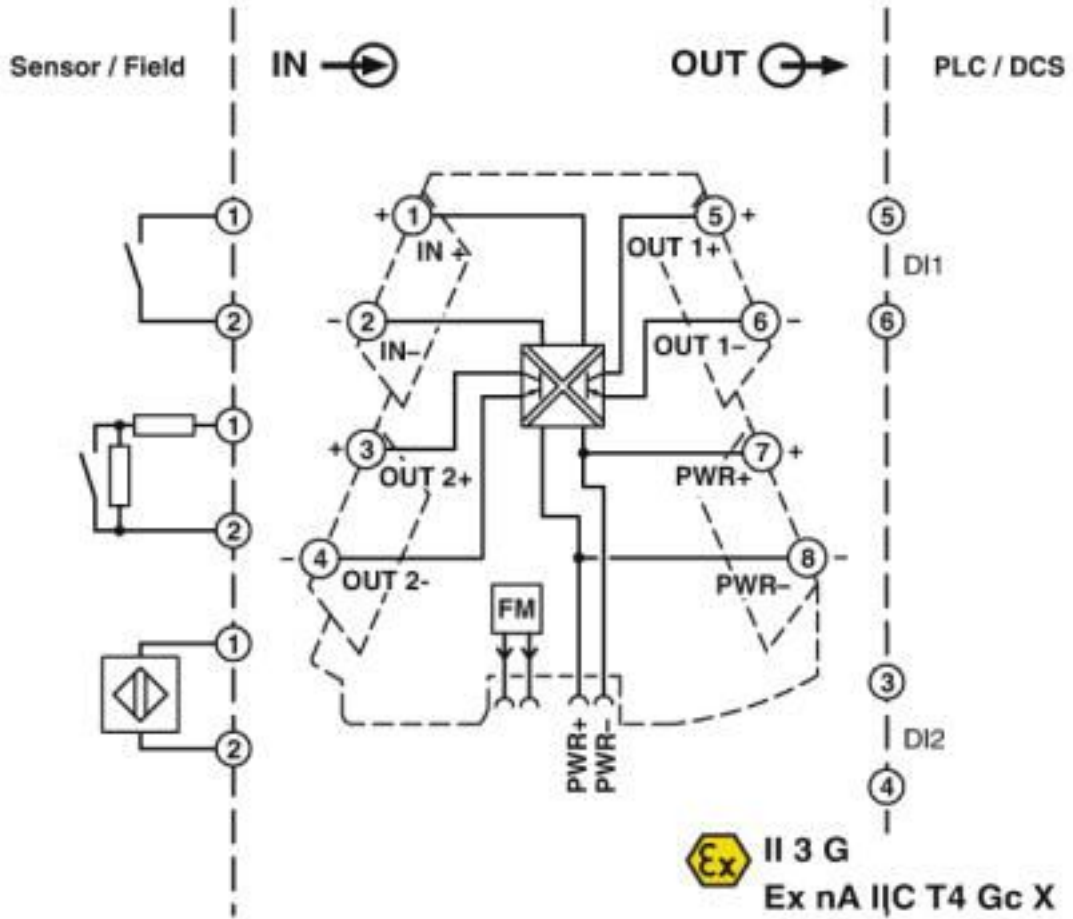 Sensor / Field
IN
OUT
PLC / DCS
1
+ 1
5 +
5
IN +
OUT 1+
DI1
2
– 2
6 –
6
IN–
OUT 1–
1
+ 3
7 +
OUT 2+
PWR+
2
– 4
8 –
OUT 2-
PWR–
FM
1
3
2
PWR+
PWR–
DI2
4
Ex
II 3 G
Ex nA IIC T4 Gc X